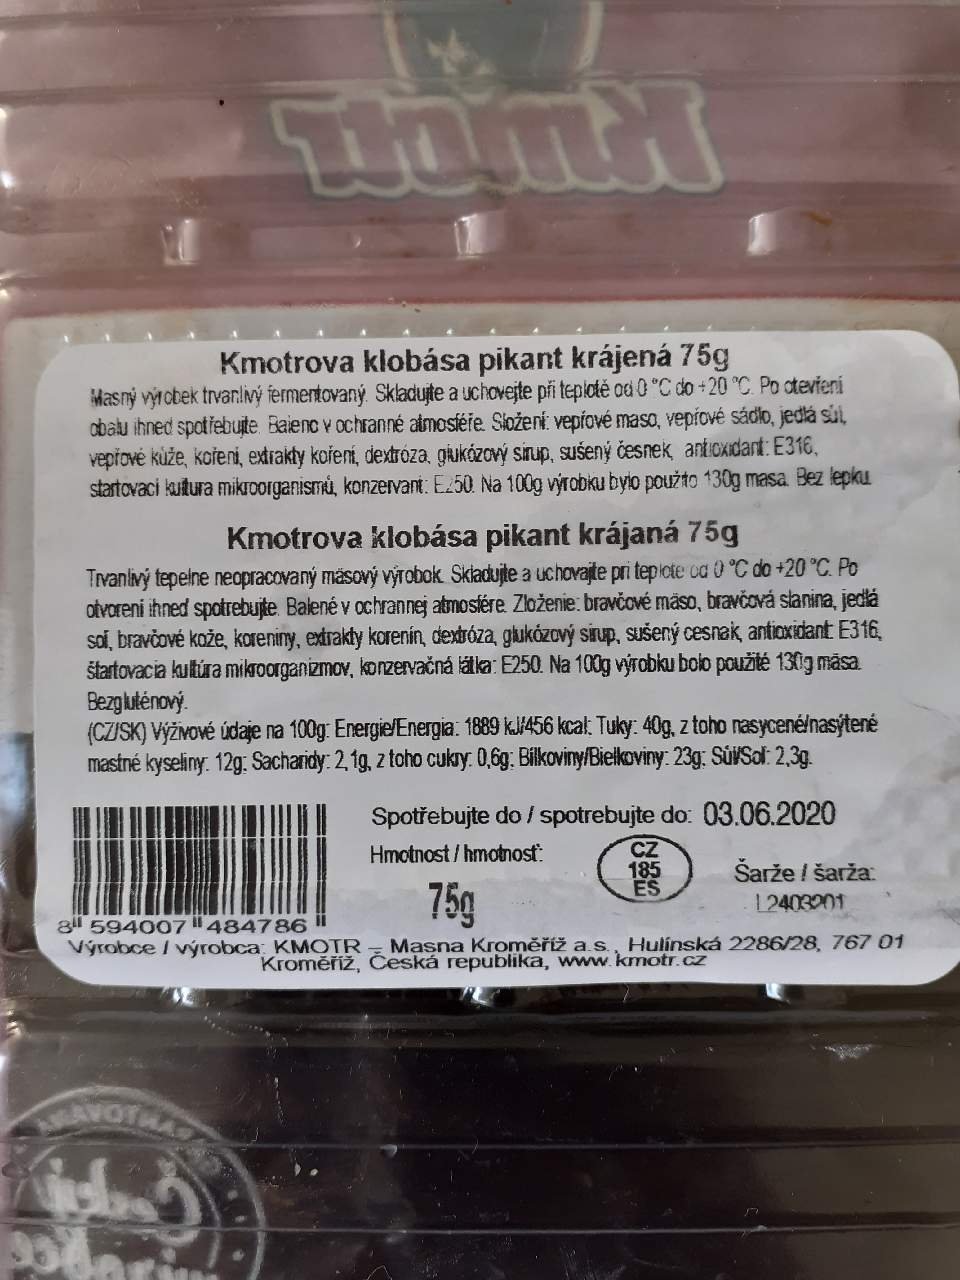 Kmotr
Kmotrova klobása pikant krájená 75g
Masný výrobek trvanlivý fermentovaný. Skladujte a uchovejte při teplotě od 0 °C do +20 °C. Po otevření
obalu ihned spotřebujte. Baleno v ochranné atmosféře. Složení: vepřové maso, vepřové sádlo, jedlá sůl,
vepřové kůže, koření, extrakty koření, dextróza, glukózový sirup, sušený česnek, antioxidant: E316,
startovací kultura mikroorganismů, konzervant: E250. Na 100g výrobku bylo použito 130g masa. Bez lepku.
Kmotrova klobása pikant krájaná 75g
Trvanlivý tepelne neopracovaný mäsový výrobok. Skladujte a uchovajte pri teplote od 0 °C do +20 °C. Po
otvorení ihneď spotrebujte. Balené v ochrannej atmosfére. Zloženie: bravčové mäso, bravčová slanina, jedlá
soľ, bravčové kože, koreniny, extrakty korenín, dextróza, glukózový sirup, sušený cesnak, antioxidant: E316,
štartovacia kultúra mikroorganizmov, konzervačná látka: E250. Na 100g výrobku bolo použité 130g mäsa.
Bezgluténový.
(CZ/SK) Výživové údaje na 100g: Energie/Energia: 1889 kJ/456 kcal; Tuky: 40g, z toho nasycené/nasýtené
mastné kyseliny: 12g; Sacharidy: 2,1g, z toho cukry: 0,6g; Bílkoviny/Bielkoviny: 23g; Sůl/Soľ: 2,3g.
Spotřebujte do / spotrebujte do: 03.06.2020
Hmotnost / hmotnosť:
75g
CZ
185
ES
Šarže / šarža:
L2403201
8 594007 484786
Výrobce / výrobca: KMOTR – Masna Kroměříž a.s., Hulínská 2286/28, 767 01
Kroměříž, Česká republika, www.kmotr.cz
Český